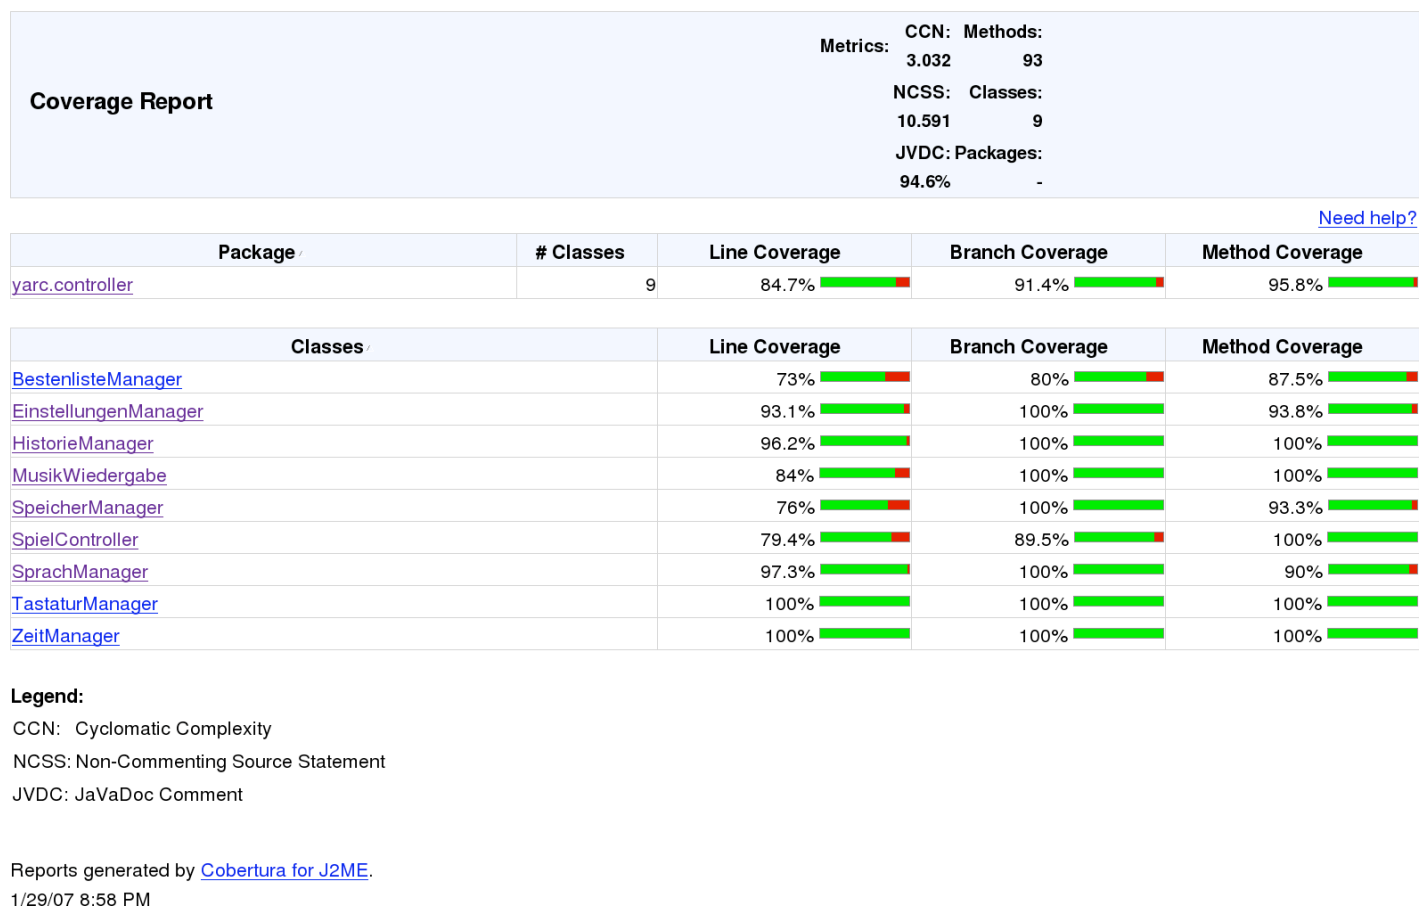 Coverage Report
Metrics:
CCN: Methods:
3.032 93
NCSS: Classes:
10.591 9
JVDC: Packages:
94.6% -
Need help?
Package # Classes Line Coverage Branch Coverage Method Coverage
yarc.controller 9 84.7% 91.4% 95.8%
Classes Line Coverage Branch Coverage Method Coverage
BestenlisteManager 73% 80% 87.5%
EinstellungenManager 93.1% 100% 93.8%
HistorieManager 96.2% 100% 100%
MusikWiedergabe 84% 100% 100%
SpeicherManager 76% 100% 93.3%
SpielController 79.4% 89.5% 100%
SprachManager 97.3% 100% 90%
TastaturManager 100% 100% 100%
ZeitManager 100% 100% 100%
Legend:
CCN: Cyclomatic Complexity
NCSS: Non-Commenting Source Statement
JVDC: JaVaDoc Comment
Reports generated by Cobertura for J2ME.
1/29/07 8:58 PM